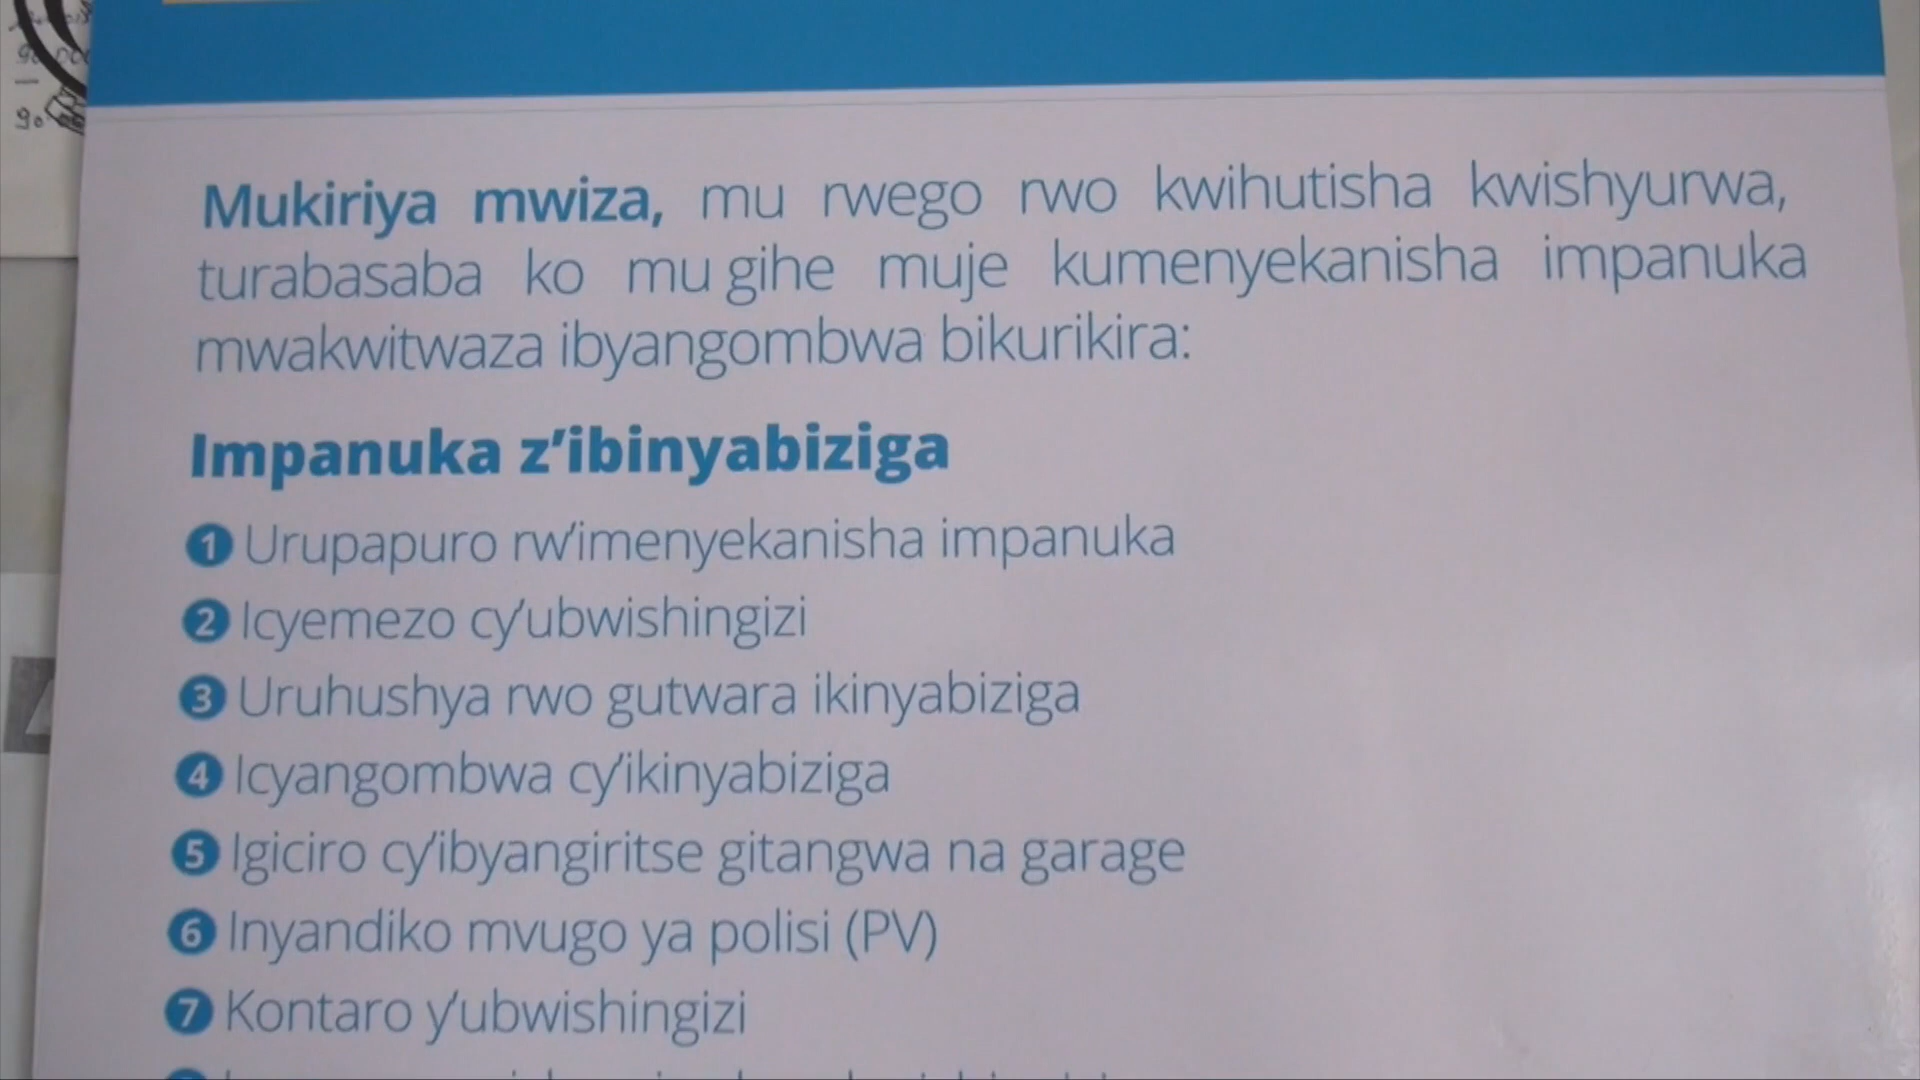 Mukiriya mwiza, mu rwego rwo kwihutisha kwishyurwa,
turabasaba ko mu gihe muje kumenyekanisha impanuka
mwakwitwaza ibyangombwa bikurikira:
Impanuka z'ibinyabiziga
1 Urupapuro rw'imenyekanisha impanuka
2 Icyemezo cy'ubwishingizi
3 Uruhushya rwo gutwara ikinyabiziga
4 Icyangombwa cy'ikinyabiziga
5 Igiciro cy'ibyangiritse gitangwa na garage
6 Inyandiko mvugo ya polisi (PV)
7 Kontaro y'ubwishingizi